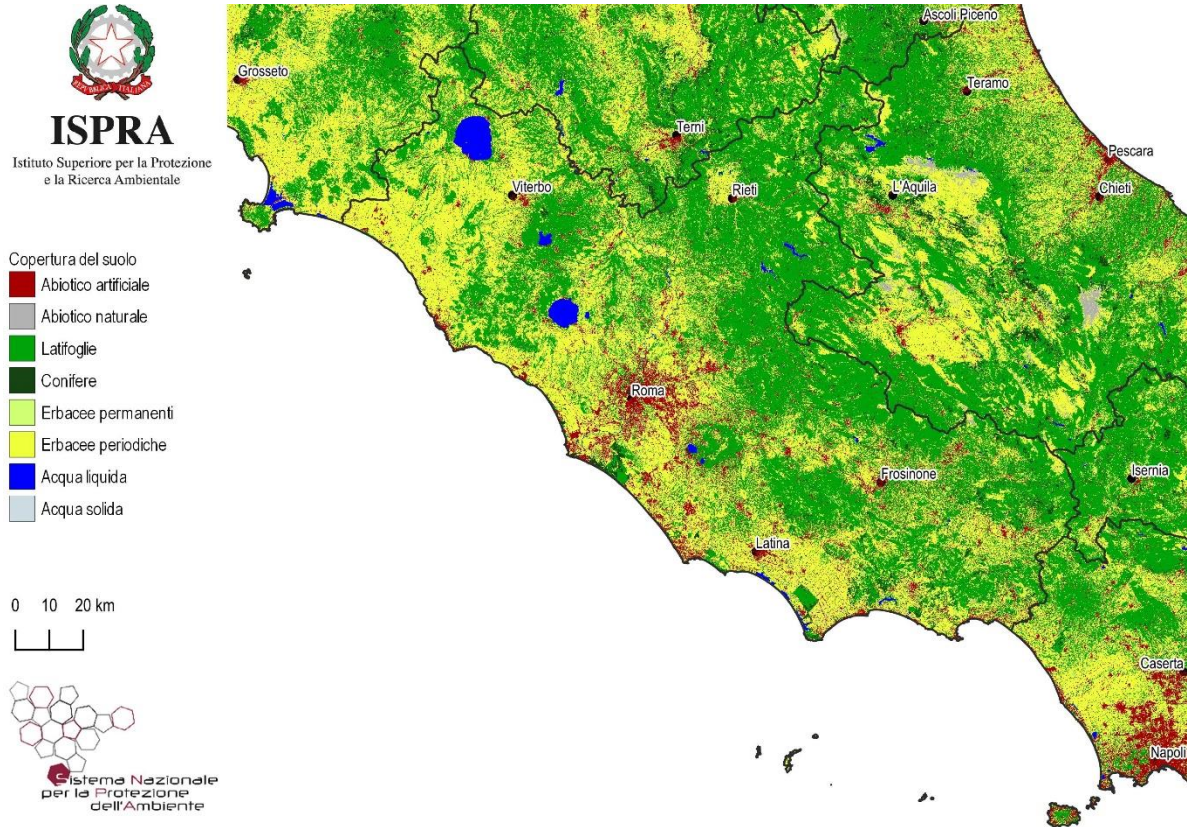 REPVBBLICA ITALIANA
ISPRA
Istituto Superiore per la Protezione
e la Ricerca Ambientale
Copertura del suolo
Abiotico artificiale
Abiotico naturale
Latifoglie
Conifere
Erbacee permanenti
Erbacee periodiche
Acqua liquida
Acqua solida
0 10 20 km
Sistema Nazionale
per la Protezione
dell'Ambiente
Ascoli Piceno
Grosseto
Teramo
Terni
Pescara
Viterbo
Rieti
L'Aquila
Chieti
Roma
Frosinone
Isernia
Latina
Caserta
Napoli